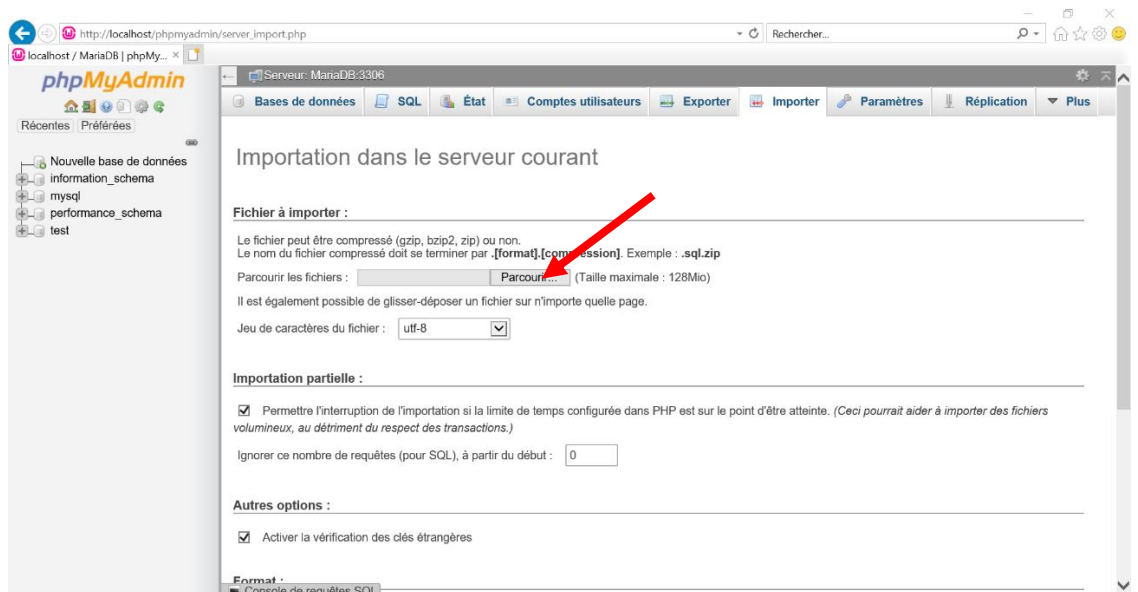 http://localhost/phpmyadmin/server_import.php
Rechercher...
localhost / MariaDB | phpMy...
phpMyAdmin
Récentes Préférées
Nouvelle base de données
information_schema
mysql
performance_schema
test
Serveur: MariaDB:3306
Bases de données SQL État Comptes utilisateurs Exporter Importer Paramètres Réplication Plus
Importation dans le serveur courant
Fichier à importer :
Le fichier peut être compressé (gzip, bzip2, zip) ou non.
Le nom du fichier compressé doit se terminer par .[format].[compression]. Exemple : .sql.zip
Parcourir les fichiers : Parcourir... (Taille maximale : 128Mio)
Il est également possible de glisser-déposer un fichier sur n'importe quelle page.
Jeu de caractères du fichier : utf-8
Importation partielle :
Permettre l'interruption de l'importation si la limite de temps configurée dans PHP est sur le point d'être atteinte. (Ceci pourrait aider à importer des fichiers
volumineux, au détriment du respect des transactions.)
Ignorer ce nombre de requêtes (pour SQL), à partir du début : 0
Autres options :
Activer la vérification des clés étrangères
Format :
Console de requêtes SQL